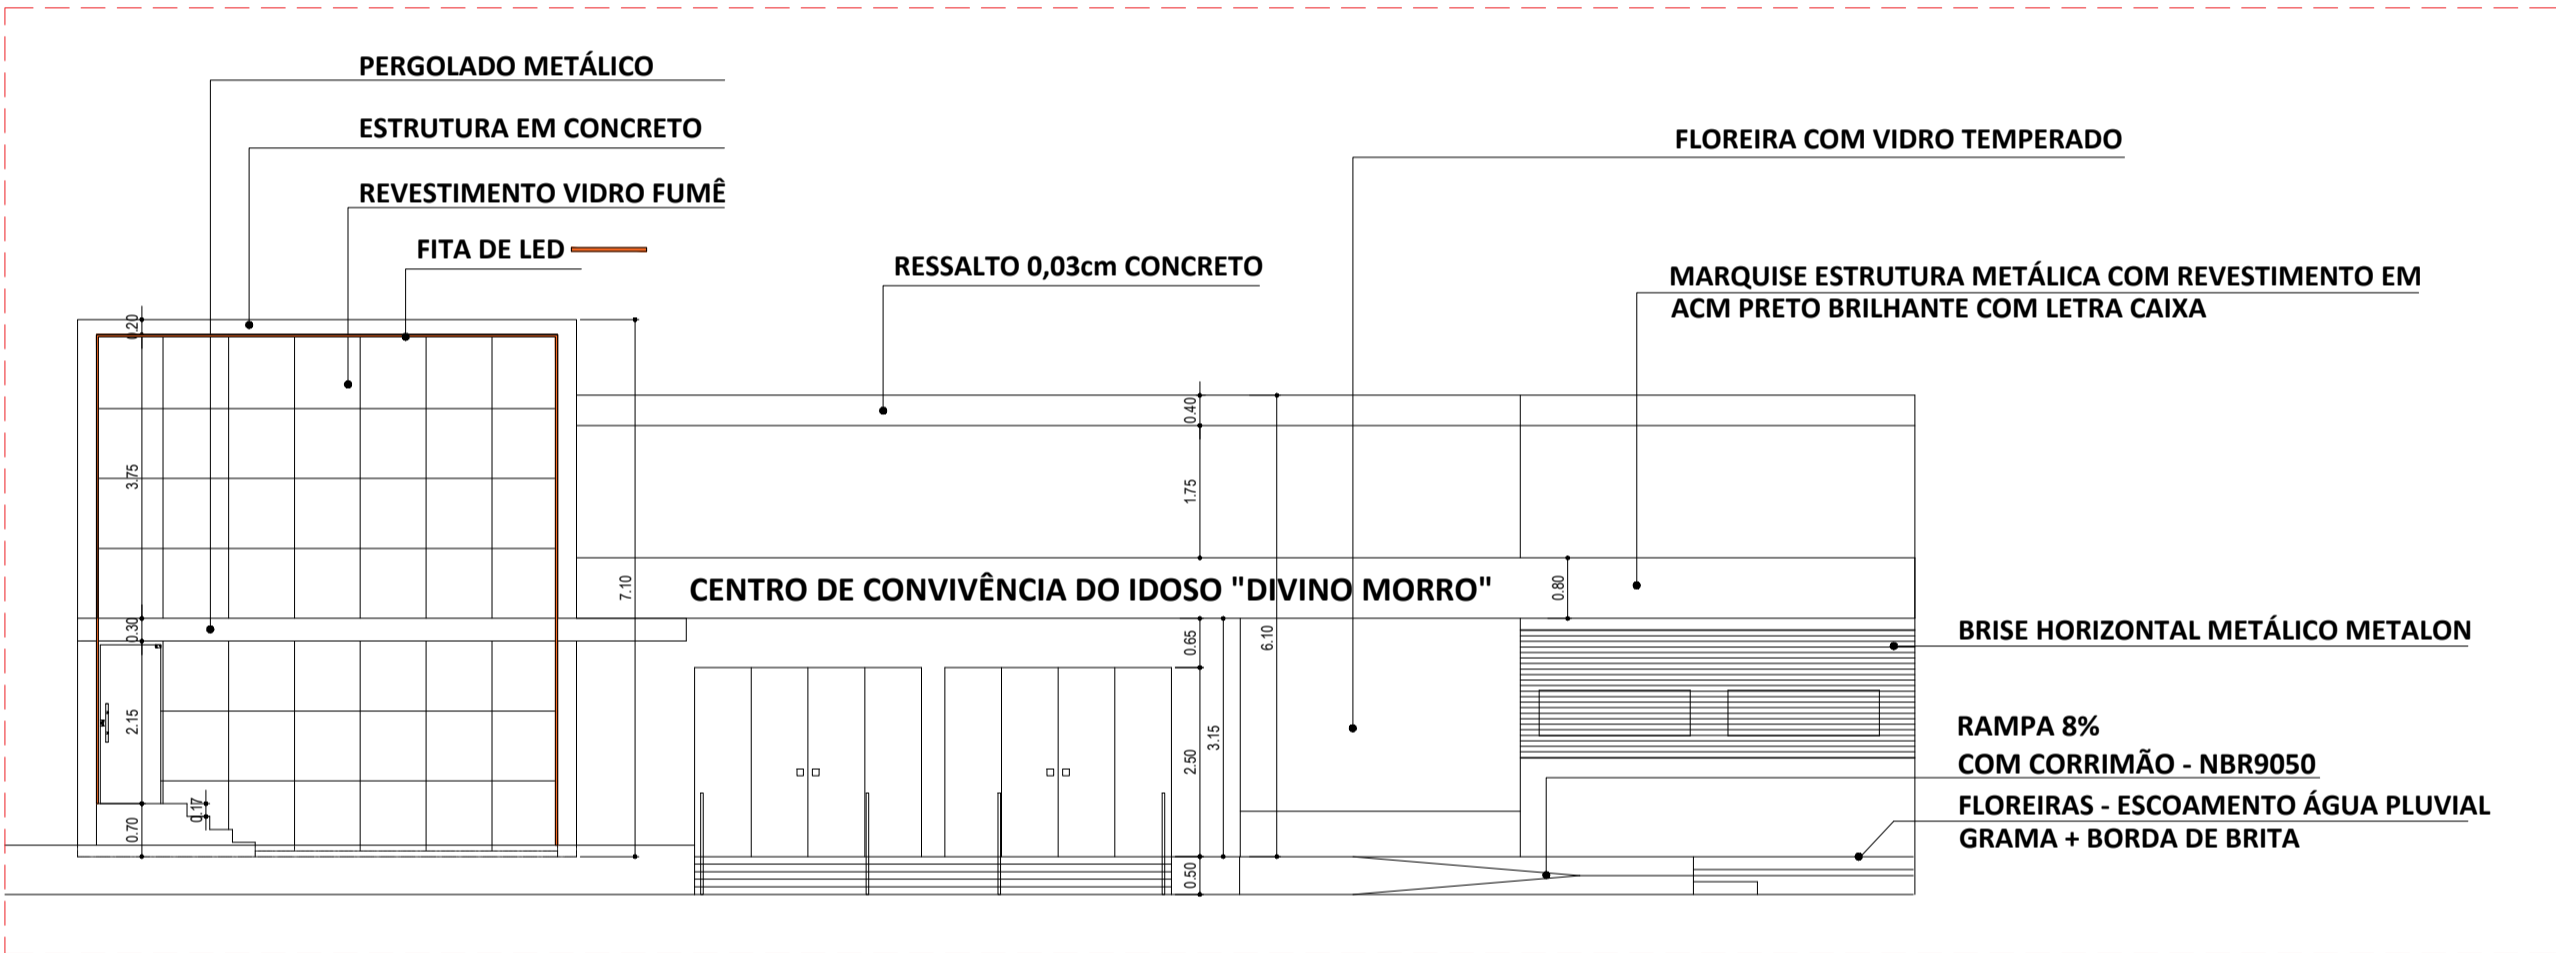 PERGOLADO METÁLICO
ESTRUTURA EM CONCRETO
REVESTIMENTO VIDRO FUMÊ
FITA DE LED
RESSALTO 0,03cm CONCRETO
FLOREIRA COM VIDRO TEMPERADO
MARQUISE ESTRUTURA METÁLICA COM REVESTIMENTO EM
ACM PRETO BRILHANTE COM LETRA CAIXA
0.20
3.75
0.30
2.15
0.17
0.70
7.10
0.40
1.75
CENTRO DE CONVIVÊNCIA DO IDOSO "DIVINO MORRO"
0.80
0.65
6.10
3.15
2.50
0.50
BRISE HORIZONTAL METÁLICO METALON
RAMPA 8%
COM CORRIMÃO - NBR9050
FLOREIRAS - ESCOAMENTO ÁGUA PLUVIAL
GRAMA + BORDA DE BRITA